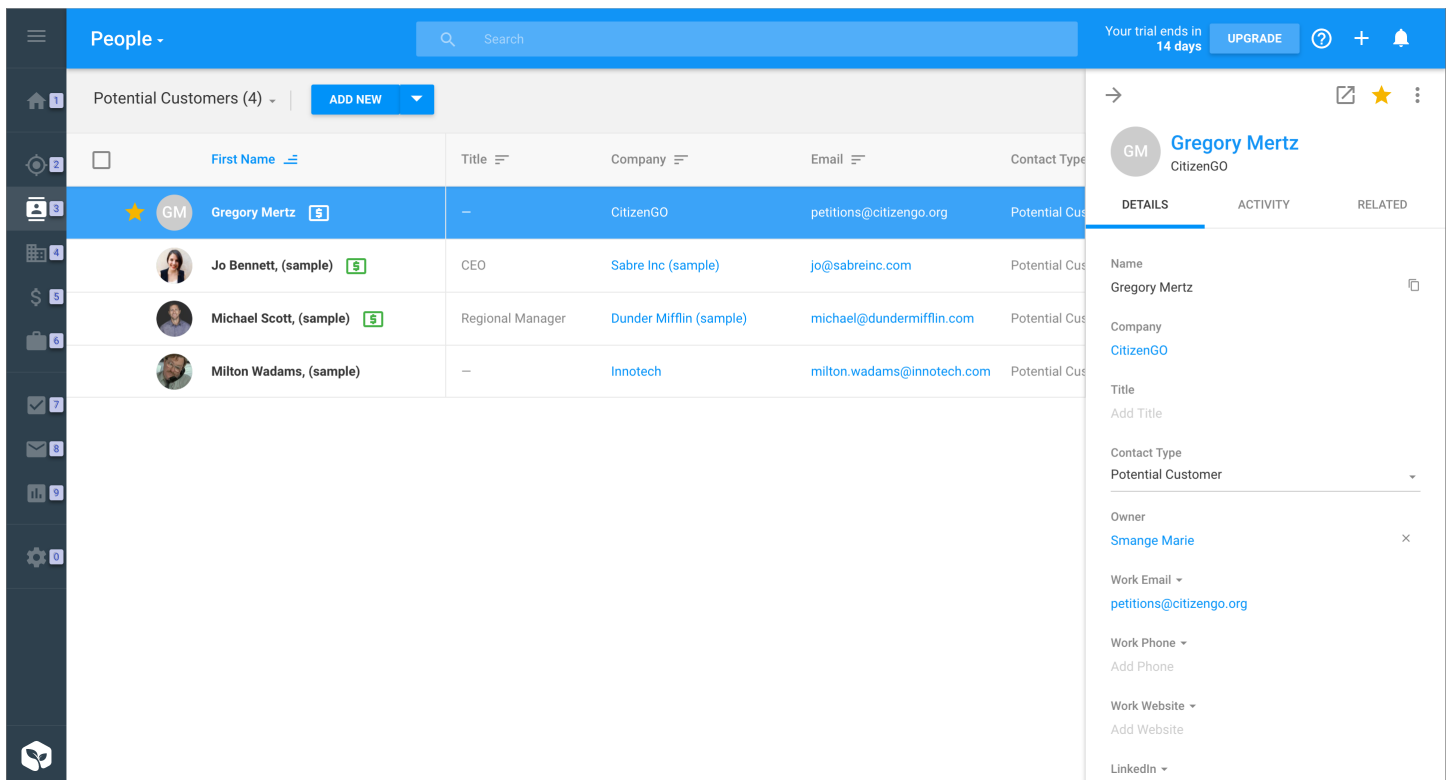 People
Search
Your trial ends in
14 days
UPGRADE
1
2
3
4
5
6
7
8
9
0
Potential Customers (4)
ADD NEW
First Name
Title
Company
Email
Contact Type
GM
Gregory Mertz
—
CitizenGO
petitions@citizengo.org
Potential Cus
Jo Bennett, (sample)
CEO
Sabre Inc (sample)
jo@sabreinc.com
Potential Cus
Michael Scott, (sample)
Regional Manager
Dunder Mifflin (sample)
michael@dundermifflin.com
Potential Cus
Milton Wadams, (sample)
—
Innotech
milton.wadams@innotech.com
Potential Cus
GM
Gregory Mertz
CitizenGO
DETAILS
ACTIVITY
RELATED
Name
Gregory Mertz
Company
CitizenGO
Title
Add Title
Contact Type
Potential Customer
Owner
Smange Marie
Work Email
petitions@citizengo.org
Work Phone
Add Phone
Work Website
Add Website
LinkedIn